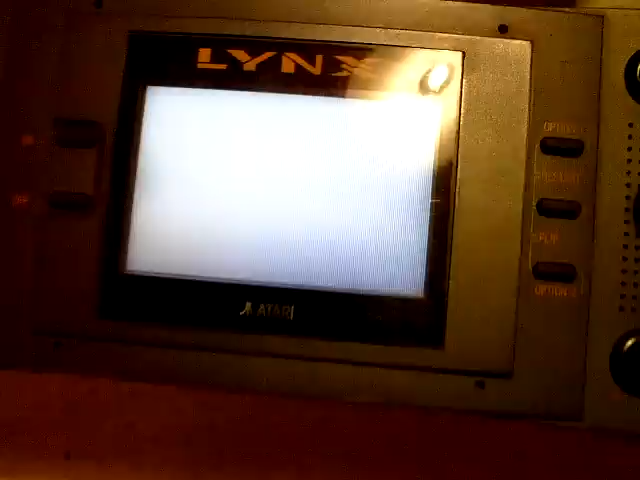 LYNX
OPTION 1
RESTART
FLIP
OPTION 2
ATARI